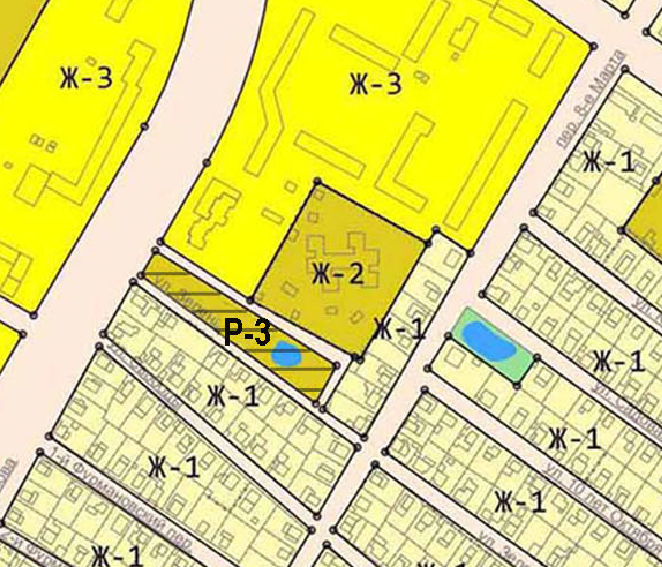 Ж-3
Ж-3
пер. 8-е Марта
Ж-1
Ж-2
Р-3
Ж-1
Ж-1
Ж-1
Ж-1
Ж-1
1-й Фурмановский пер.
Ж-1
Ж-1
ул. 10 лет Октября